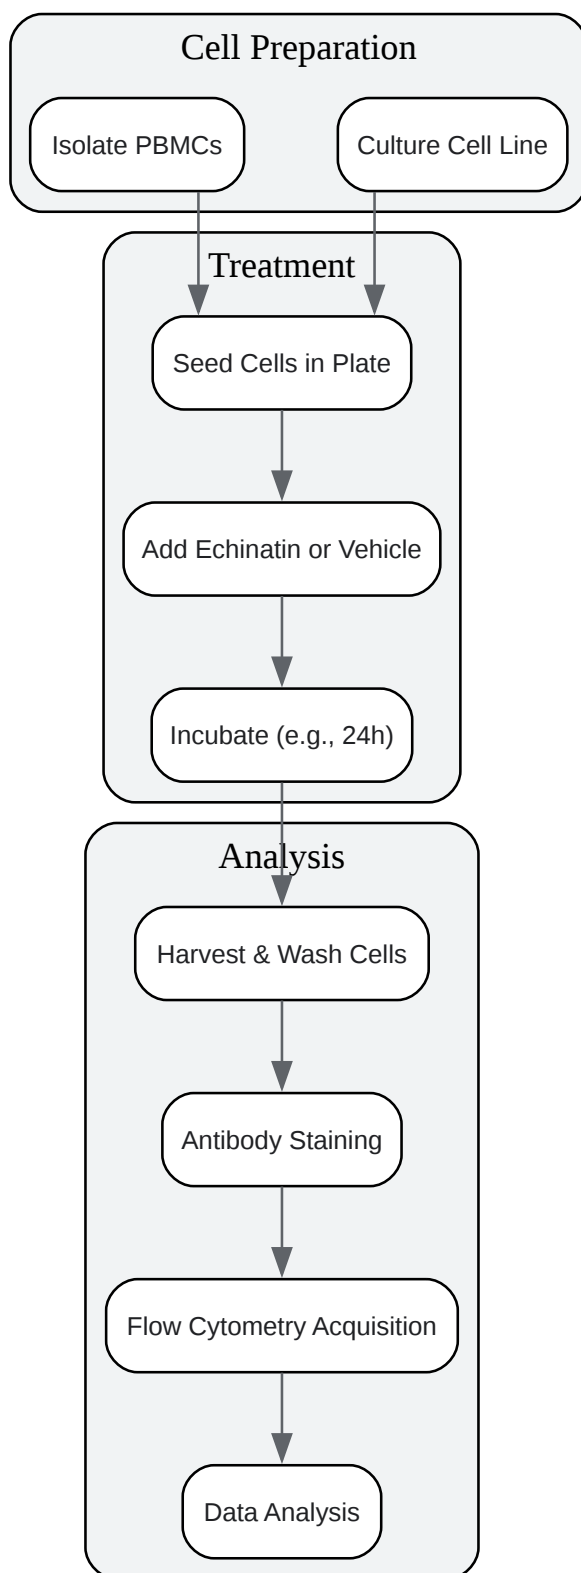 Cell Preparation
Isolate PBMCs
Culture Cell Line
Treatment
Seed Cells in Plate
Add Echinatin or Vehicle
Incubate (e.g., 24h)
Analysis
Harvest & Wash Cells
Antibody Staining
Flow Cytometry Acquisition
Data Analysis